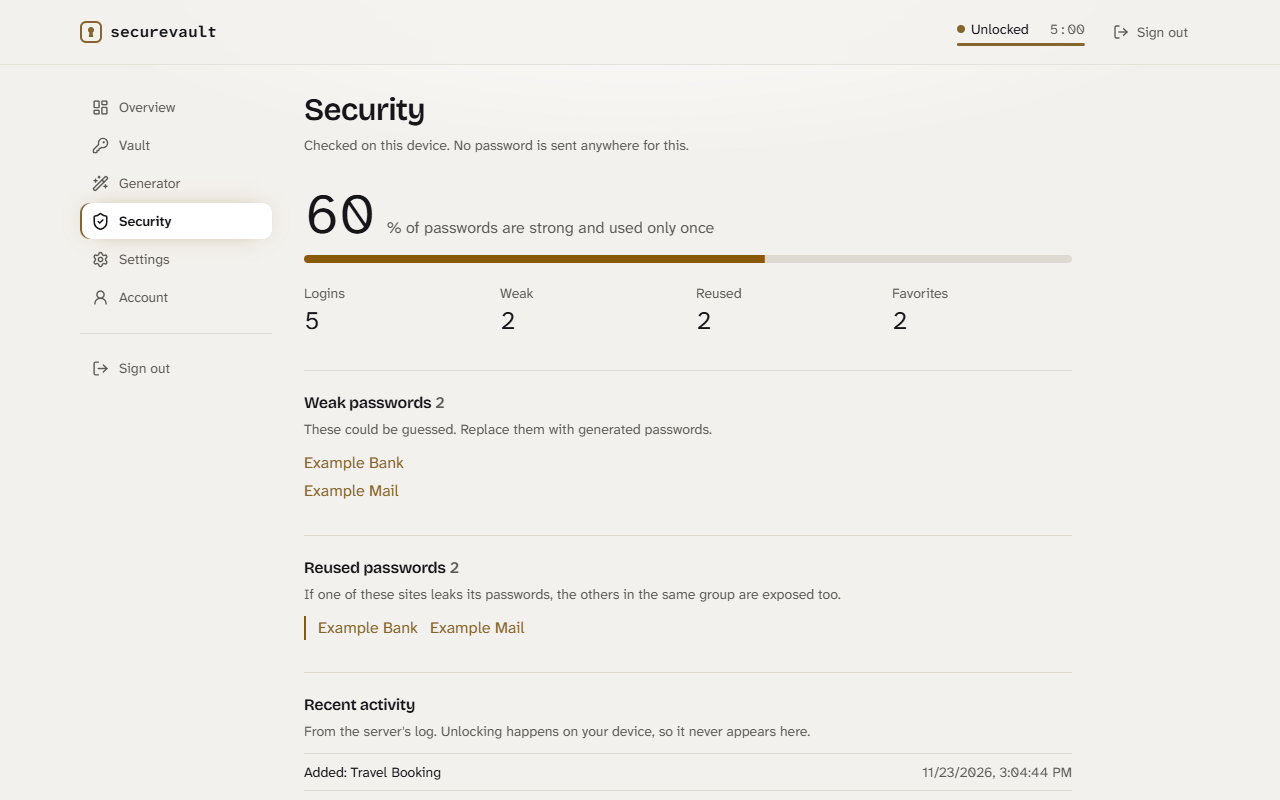 securevault
Unlocked 5:00
Sign out
Overview
Vault
Generator
Security
Settings
Account
Sign out
Security
Checked on this device. No password is sent anywhere for this.
60 % of passwords are strong and used only once
Logins Weak Reused Favorites
5 2 2 2
Weak passwords 2
These could be guessed. Replace them with generated passwords.
Example Bank
Example Mail
Reused passwords 2
If one of these sites leaks its passwords, the others in the same group are exposed too.
Example Bank Example Mail
Recent activity
From the server's log. Unlocking happens on your device, so it never appears here.
Added: Travel Booking 11/23/2026, 3:04:44 PM